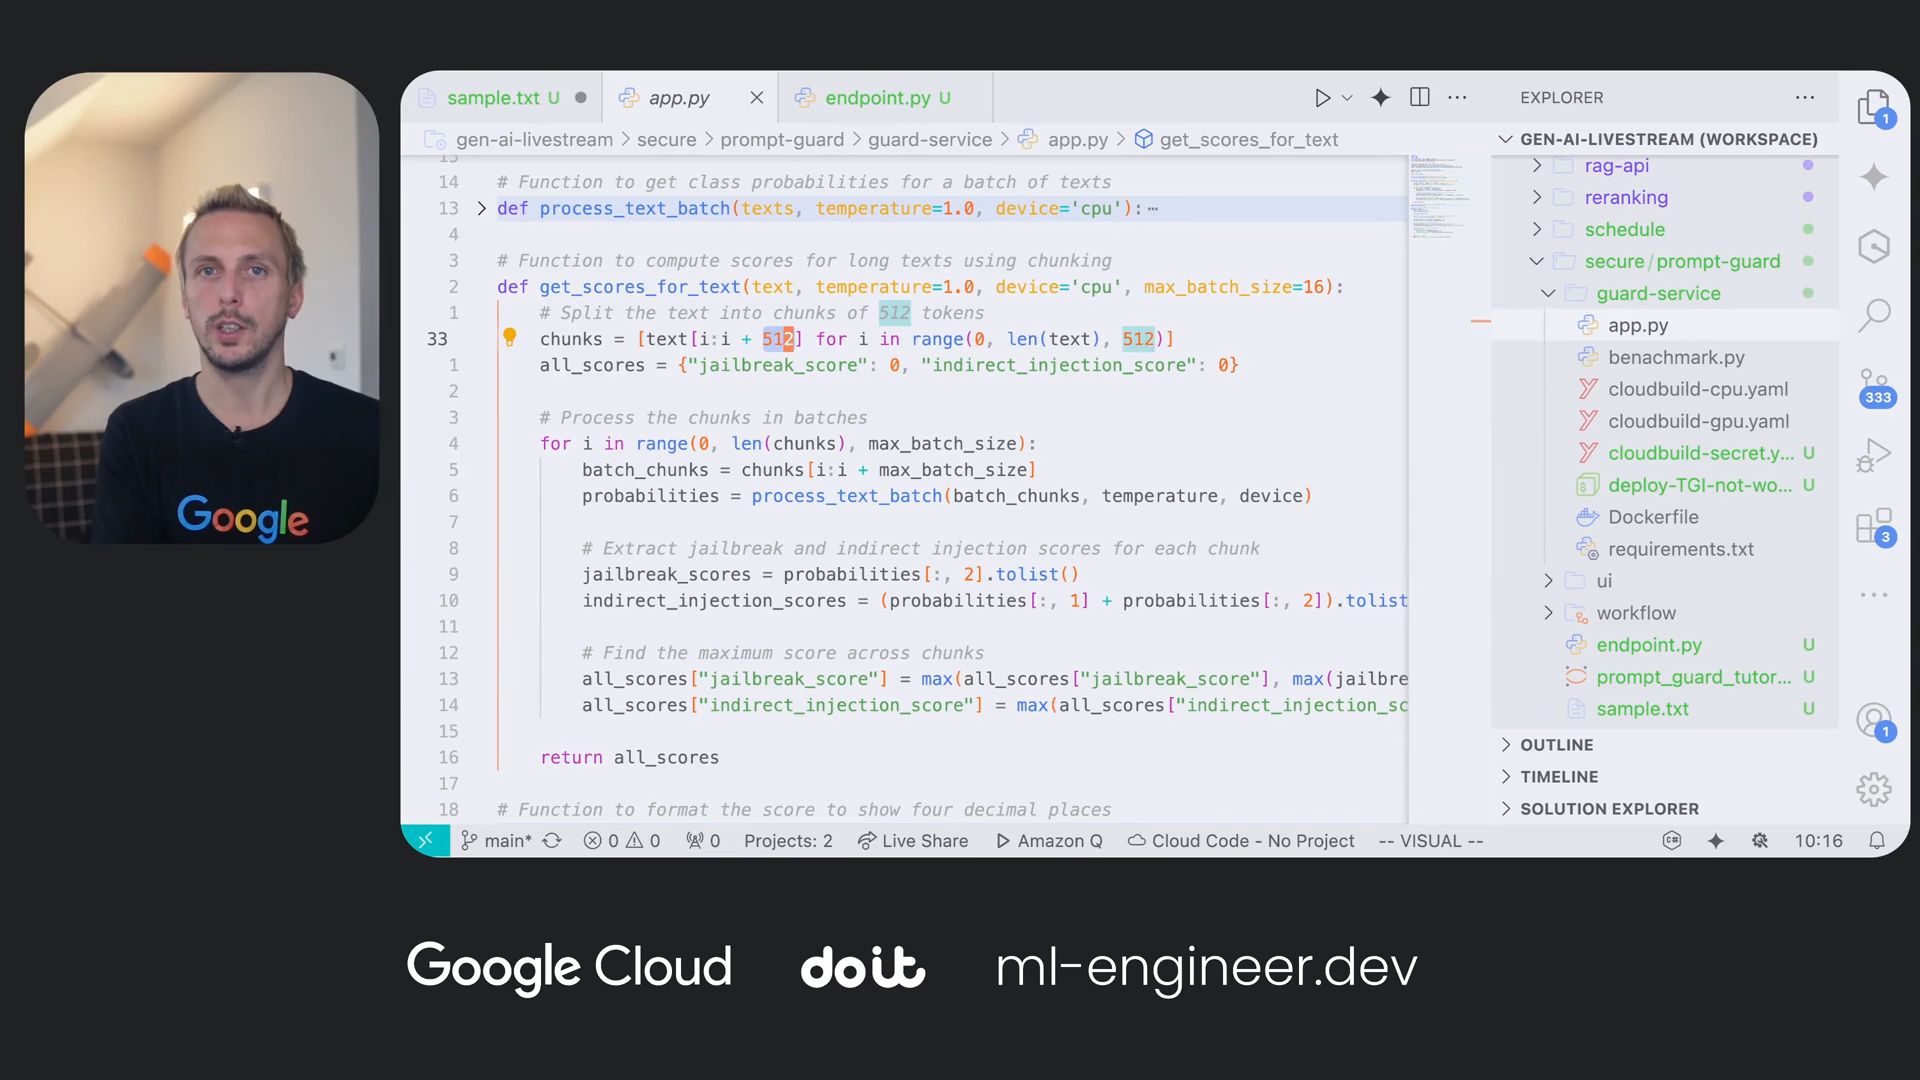 sample.txt U
app.py
endpoint.py U
EXPLORER
gen-ai-livestream > secure > prompt-guard > guard-service > app.py > get_scores_for_text
15
14 # Function to get class probabilities for a batch of texts
13 def process_text_batch(texts, temperature=1.0, device='cpu'):
4
3 # Function to compute scores for long texts using chunking
2 def get_scores_for_text(text, temperature=1.0, device='cpu', max_batch_size=16):
1 # Split the text into chunks of 512 tokens
33 chunks = [text[i:i + 512] for i in range(0, len(text), 512)]
1 all_scores = {"jailbreak_score": 0, "indirect_injection_score": 0}
2
3 # Process the chunks in batches
4 for i in range(0, len(chunks), max_batch_size):
5 batch_chunks = chunks[i:i + max_batch_size]
6 probabilities = process_text_batch(batch_chunks, temperature, device)
7
8 # Extract jailbreak and indirect injection scores for each chunk
9 jailbreak_scores = probabilities[:, 2].tolist()
10 indirect_injection_scores = (probabilities[:, 1] + probabilities[:, 2]).tolist
11
12 # Find the maximum score across chunks
13 all_scores["jailbreak_score"] = max(all_scores["jailbreak_score"], max(jailbre
14 all_scores["indirect_injection_score"] = max(all_scores["indirect_injection_sc
15
16 return all_scores
17
18 # Function to format the score to show four decimal places
GEN-AI-LIVESTREAM (WORKSPACE)
rag-api
reranking
schedule
secure/prompt-guard
guard-service
app.py
benachmark.py
cloudbuild-cpu.yaml
cloudbuild-gpu.yaml
cloudbuild-secret.y... U
deploy-TGI-not-wo... U
Dockerfile
requirements.txt
ui
workflow
endpoint.py U
prompt_guard_tutor... U
sample.txt U
OUTLINE
TIMELINE
SOLUTION EXPLORER
1
333
3
1
main* 0 0 0 Projects: 2 Live Share Amazon Q Cloud Code - No Project -- VISUAL -- 10:16
Google
Google Cloud doit ml-engineer.dev